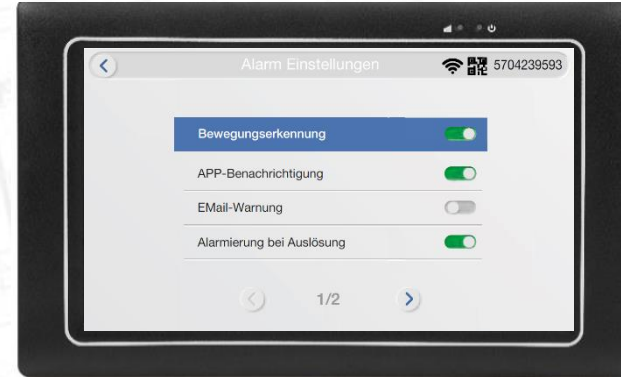 Alarm Einstellungen
5704239593
Bewegungserkennung
APP-Benachrichtigung
EMail-Warnung
Alarmierung bei Auslösung
1/2